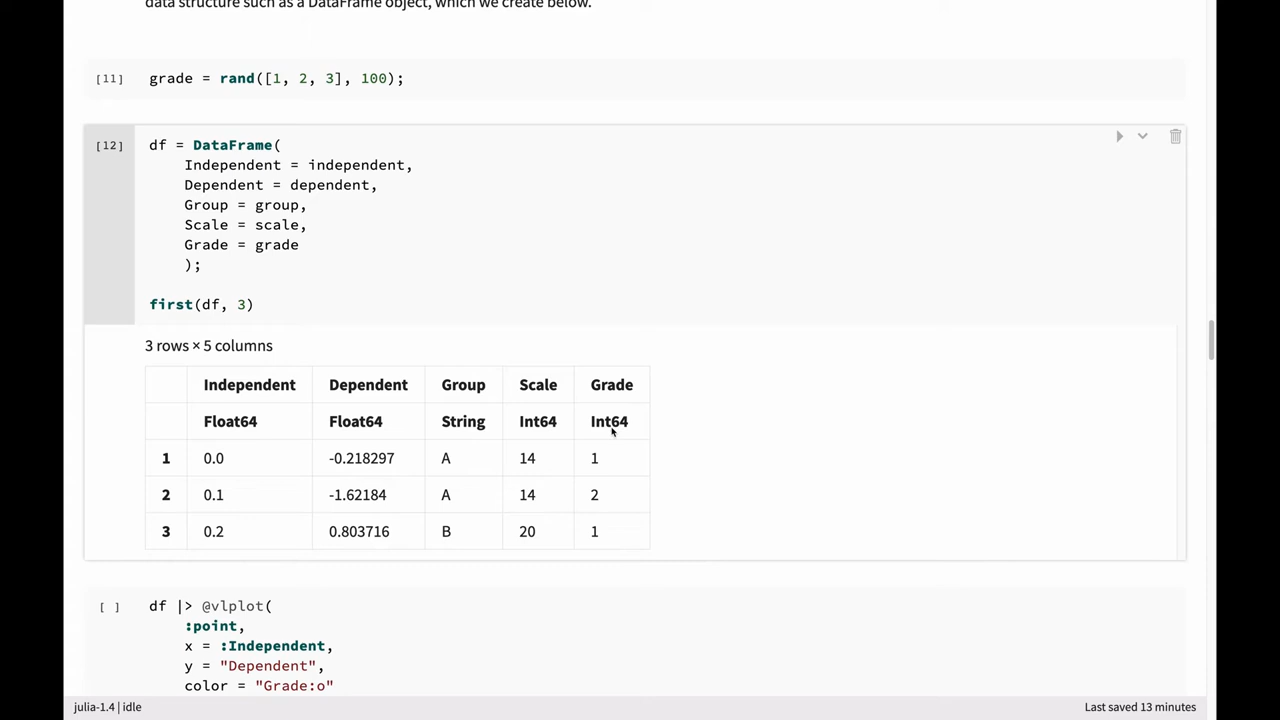 data structure such as a DataFrame object, which we create below.
[11] grade = rand([1, 2, 3], 100);
[12] df = DataFrame(
Independent = independent,
Dependent = dependent,
Group = group,
Scale = scale,
Grade = grade
);
first(df, 3)
3 rows × 5 columns
Independent Dependent Group Scale Grade
Float64 Float64 String Int64 Int64
1 0.0 -0.218297 A 14 1
2 0.1 -1.62184 A 14 2
3 0.2 0.803716 B 20 1
[ ] df |> @vlplot(
:point,
x = :Independent,
y = "Dependent",
color = "Grade:o"
julia-1.4 | idle Last saved 13 minutes